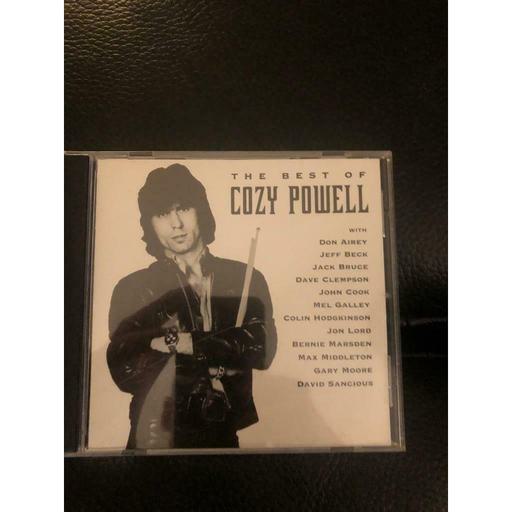 THE BEST OF
COZY POWELL
WITH
DON AIREY
JEFF BECK
JACK BRUCE
DAVE CLEMPSON
JOHN COOK
MEL GALLEY
COLIN HODGKINSON
JON LORD
BERNIE MARSDEN
MAX MIDDLETON
GARY MOORE
DAVID SANCIOUS